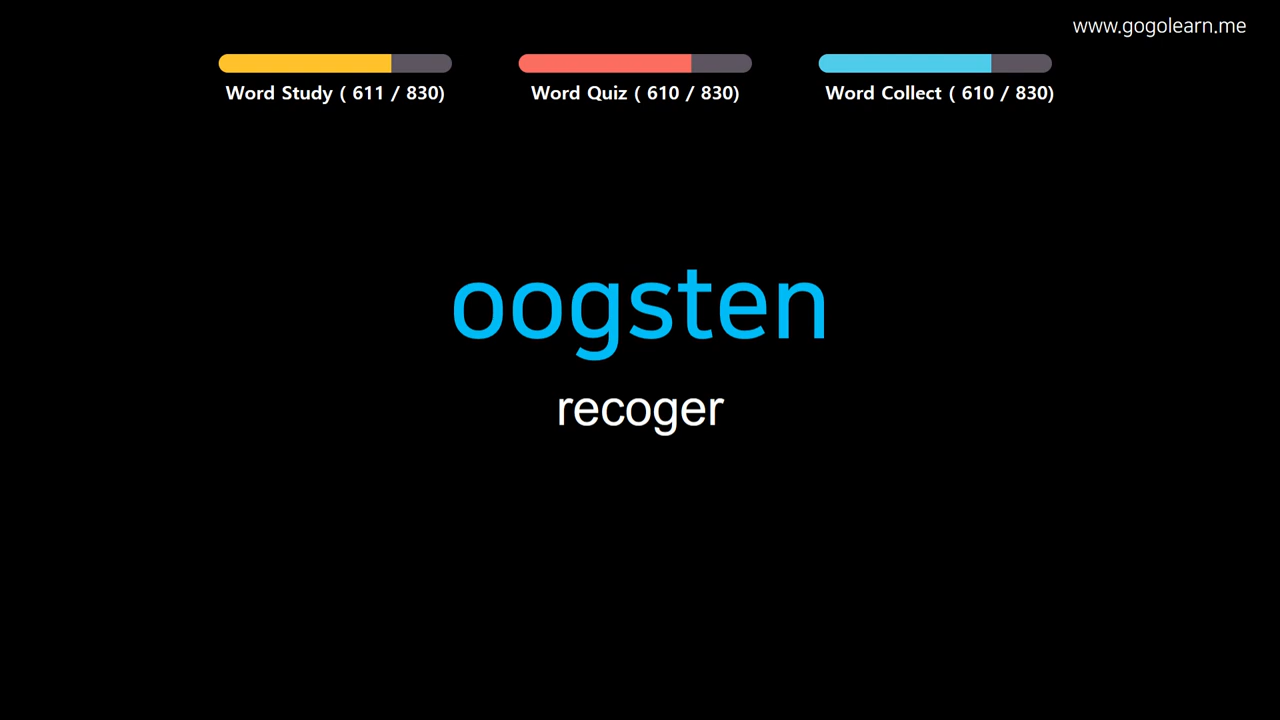 www.gogolearn.me
Word Study ( 611 / 830)
Word Quiz ( 610 / 830)
Word Collect ( 610 / 830)
oogsten
recoger